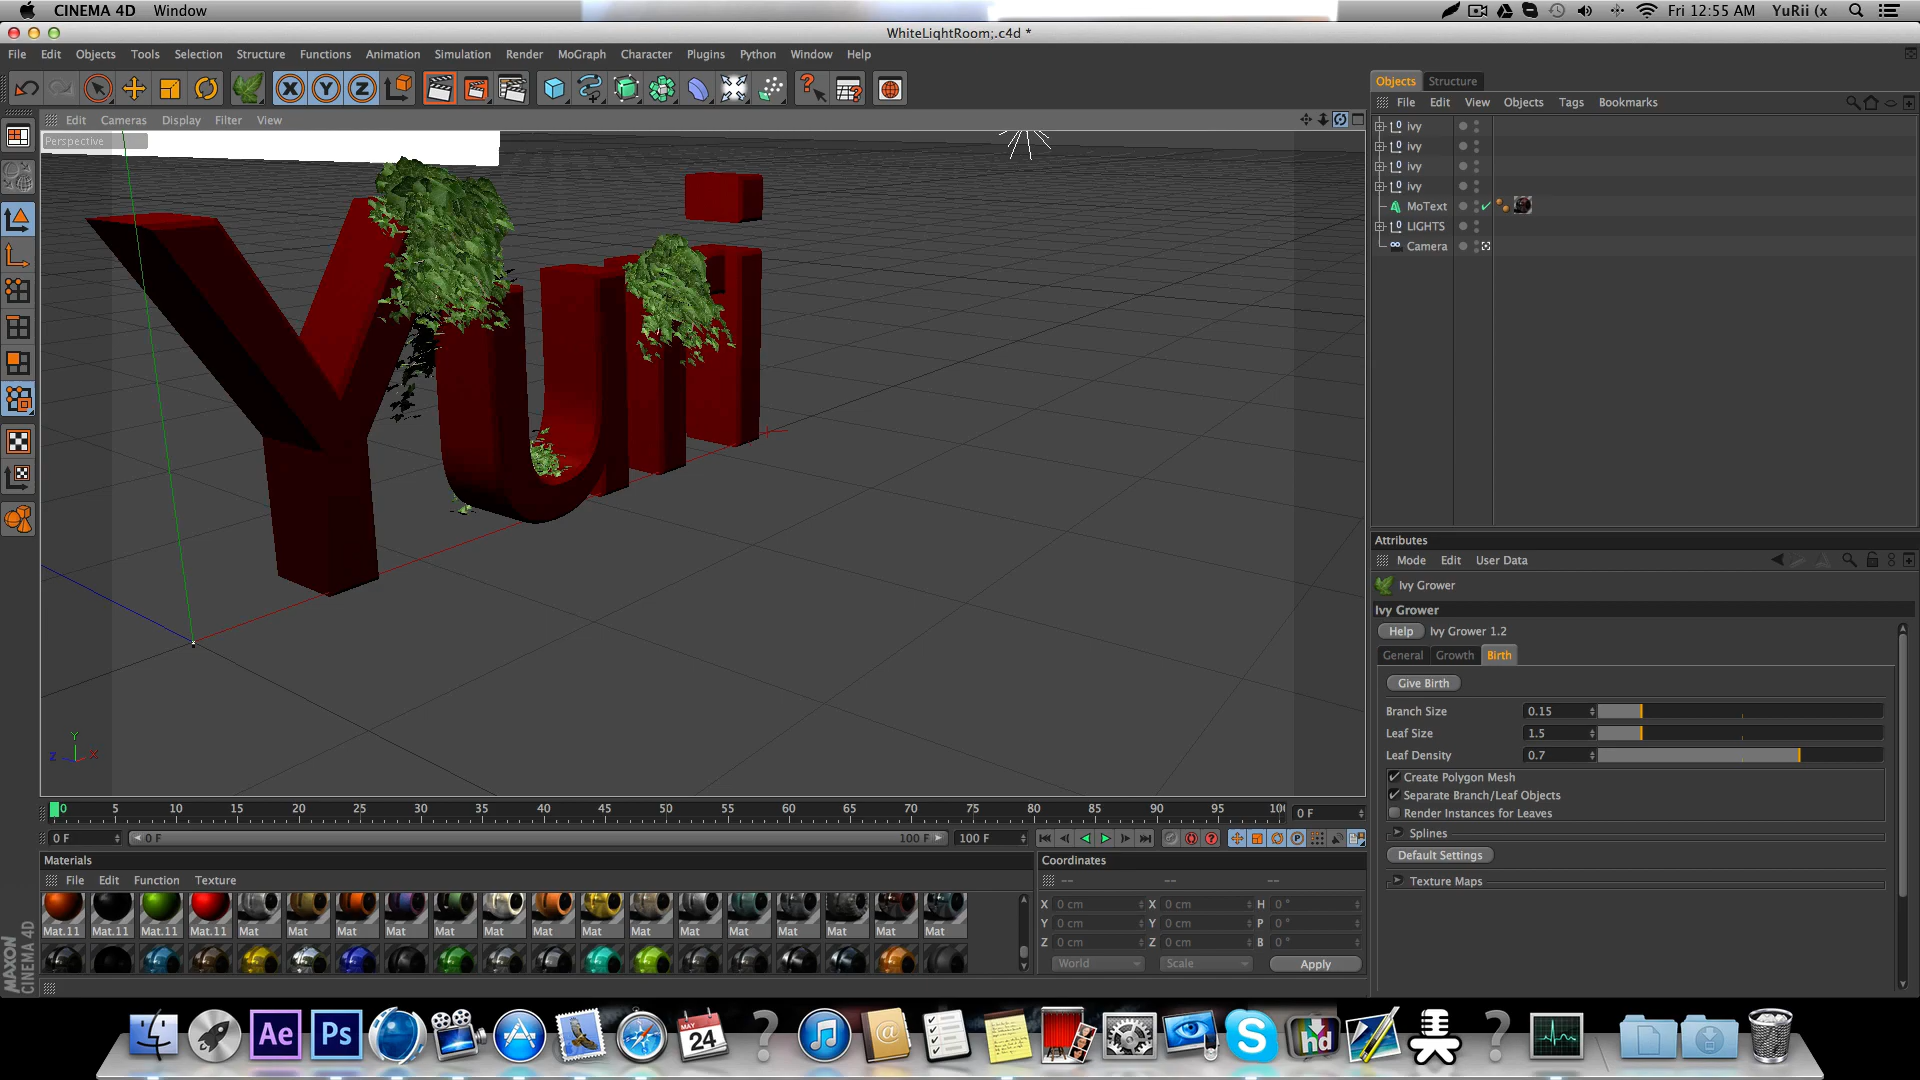 CINEMA 4D Window Fri 12:55 AM YuRii (x
WhiteLightRoom;.c4d *
File Edit Objects Tools Selection Structure Functions Animation Simulation Render MoGraph Character Plugins Python Window Help
X Y Z
Objects Structure
File Edit View Objects Tags Bookmarks
Edit Cameras Display Filter View
Perspective
ivy
ivy
ivy
ivy
MoText
LIGHTS
Camera
Yurii
Attributes
Mode Edit User Data
Ivy Grower
Ivy Grower
Help Ivy Grower 1.2
General Growth Birth
Give Birth
Branch Size 0.15
Leaf Size 1.5
Leaf Density 0.7
Create Polygon Mesh
Separate Branch/Leaf Objects
Render Instances for Leaves
Splines
Default Settings
Texture Maps
Y
Z X
0 5 10 15 20 25 30 35 40 45 50 55 60 65 70 75 80 85 90 95 10 0 F
0 F 0 F 100 F 100 F
Materials
File Edit Function Texture
Mat.11 Mat.11 Mat.11 Mat.11 Mat Mat Mat Mat Mat Mat Mat Mat Mat Mat Mat Mat Mat Mat Mat
Coordinates
-- -- --
X 0 cm X 0 cm H 0 °
Y 0 cm Y 0 cm P 0 °
Z 0 cm Z 0 cm B 0 °
World Scale Apply
MAXON
CINEMA 4D
Ae Ps MAY 24 ? @ S hd ?